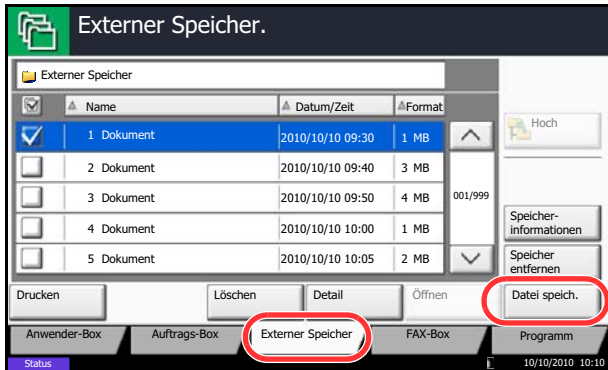 Externer Speicher.
Externer Speicher
Name Datum/Zeit Format
1 Dokument 2010/10/10 09:30 1 MB
2 Dokument 2010/10/10 09:40 3 MB
3 Dokument 2010/10/10 09:50 4 MB
4 Dokument 2010/10/10 10:00 1 MB
5 Dokument 2010/10/10 10:05 2 MB
001/999
Hoch
Speicher-
informationen
Speicher
entfernen
Drucken Löschen Detail Öffnen Datei speich.
Anwender-Box Auftrags-Box Externer Speicher FAX-Box Programm
Status 10/10/2010 10:10